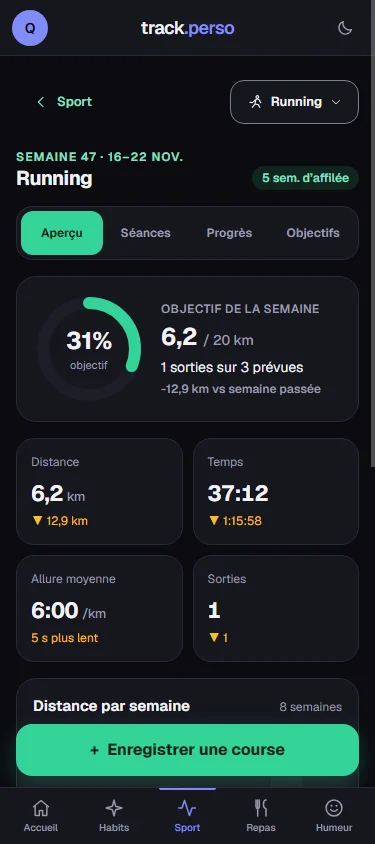 Q
track.perso
Sport
Running
SEMAINE 47 · 16–22 NOV.
Running
5 sem. d'affilée
Aperçu
Séances
Progrès
Objectifs
31%
objectif
OBJECTIF DE LA SEMAINE
6,2 / 20 km
1 sorties sur 3 prévues
-12,9 km vs semaine passée
Distance
6,2 km
▼ 12,9 km
Temps
37:12
▼ 1:15:58
Allure moyenne
6:00 /km
5 s plus lent
Sorties
1
▼ 1
Distance par semaine
8 semaines
+ Enregistrer une course
Accueil
Habits
Sport
Repas
Humeur